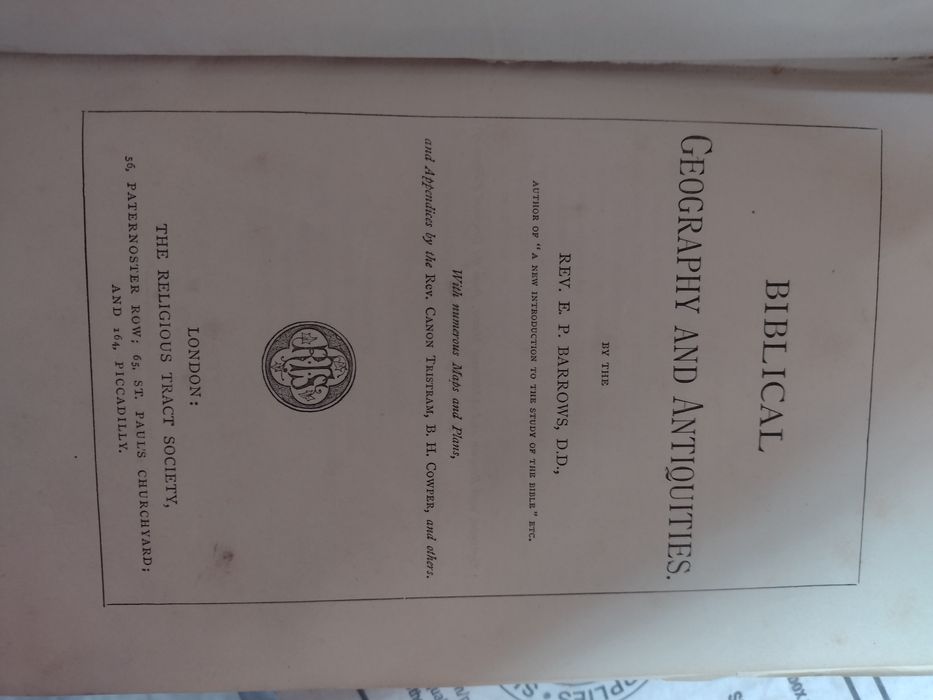 BIBLICAL
GEOGRAPHY AND ANTIQUITIES.
BY THE
REV. E. P. BARROWS, D.D.,
AUTHOR OF "A NEW INTRODUCTION TO THE STUDY OF THE BIBLE" ETC.
With numerous Maps and Plans,
and Appendices by the Rev. CANON TRISTRAM, B. H. COWPER, and others.
LONDON:
THE RELIGIOUS TRACT SOCIETY,
56, PATERNOSTER ROW; 65, ST. PAUL'S CHURCHYARD;
AND 164, PICCADILLY.